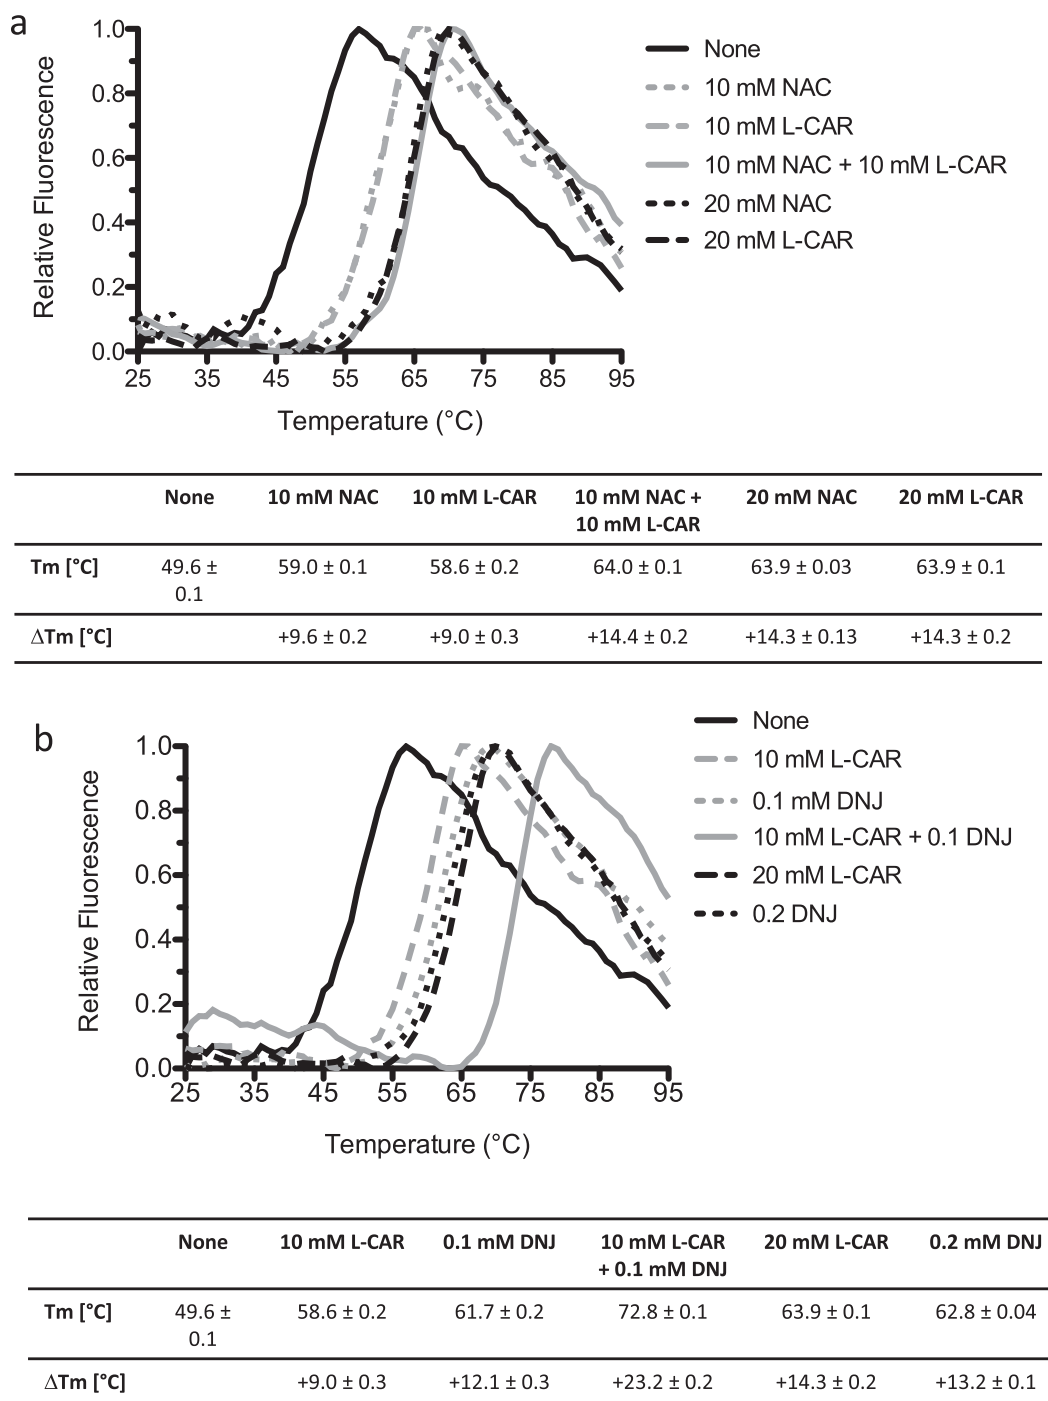 a
Relative Fluorescence
1.0
0.8
0.6
0.4
0.2
0.0
25 35 45 55 65 75 85 95
Temperature (°C)
None
10 mM NAC
10 mM L-CAR
10 mM NAC + 10 mM L-CAR
20 mM NAC
20 mM L-CAR
None 10 mM NAC 10 mM L-CAR 10 mM NAC + 20 mM NAC 20 mM L-CAR
10 mM L-CAR
Tm [°C] 49.6 ± 59.0 ± 0.1 58.6 ± 0.2 64.0 ± 0.1 63.9 ± 0.03 63.9 ± 0.1
0.1
ΔTm [°C] +9.6 ± 0.2 +9.0 ± 0.3 +14.4 ± 0.2 +14.3 ± 0.13 +14.3 ± 0.2
b
Relative Fluorescence
1.0
0.8
0.6
0.4
0.2
0.0
25 35 45 55 65 75 85 95
Temperature (°C)
None
10 mM L-CAR
0.1 mM DNJ
10 mM L-CAR + 0.1 DNJ
20 mM L-CAR
0.2 DNJ
None 10 mM L-CAR 0.1 mM DNJ 10 mM L-CAR 20 mM L-CAR 0.2 mM DNJ
+ 0.1 mM DNJ
Tm [°C] 49.6 ± 58.6 ± 0.2 61.7 ± 0.2 72.8 ± 0.1 63.9 ± 0.1 62.8 ± 0.04
0.1
ΔTm [°C] +9.0 ± 0.3 +12.1 ± 0.3 +23.2 ± 0.2 +14.3 ± 0.2 +13.2 ± 0.1